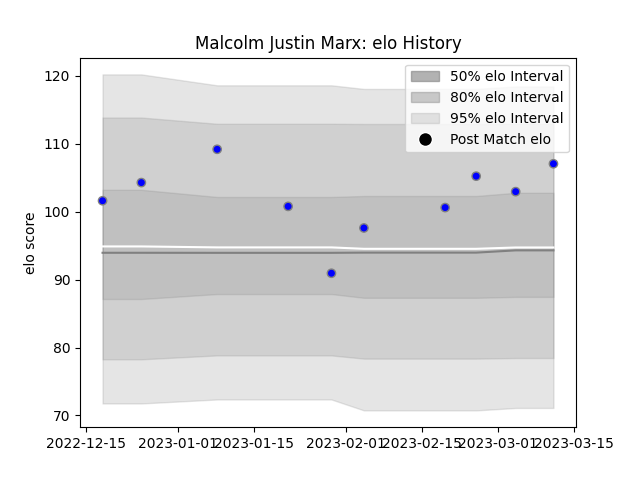 Malcolm Justin Marx: elo History
50% elo Interval
80% elo Interval
95% elo Interval
Post Match elo
elo score
120
110
100
90
80
70
2022-12-15
2023-01-01
2023-01-15
2023-02-01
2023-02-15
2023-03-01
2023-03-15